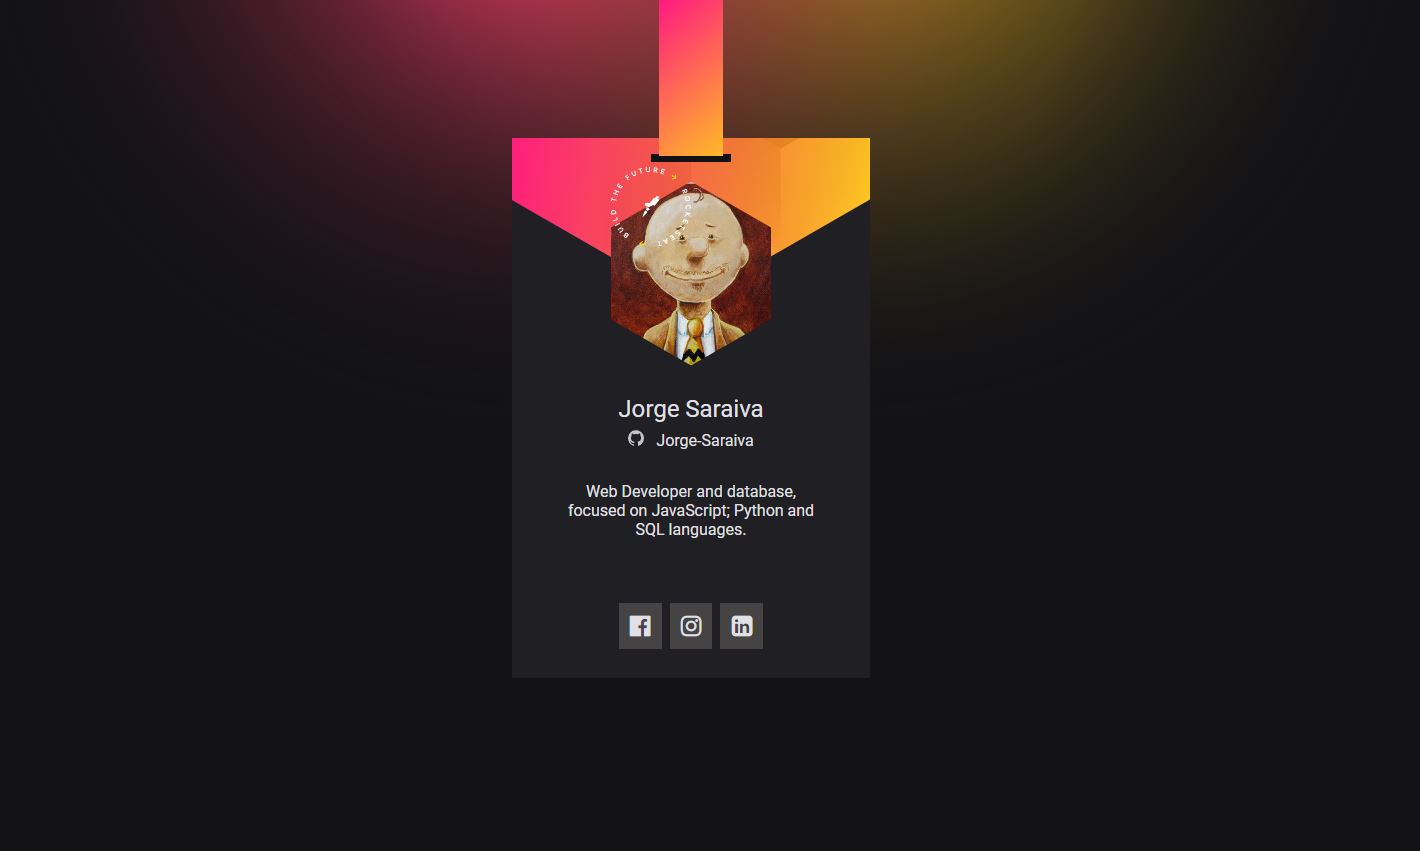 BUILD THE FUTURE
ROCKETSEAT
Jorge Saraiva
Jorge-Saraiva
Web Developer and database,
focused on JavaScript; Python and
SQL languages.